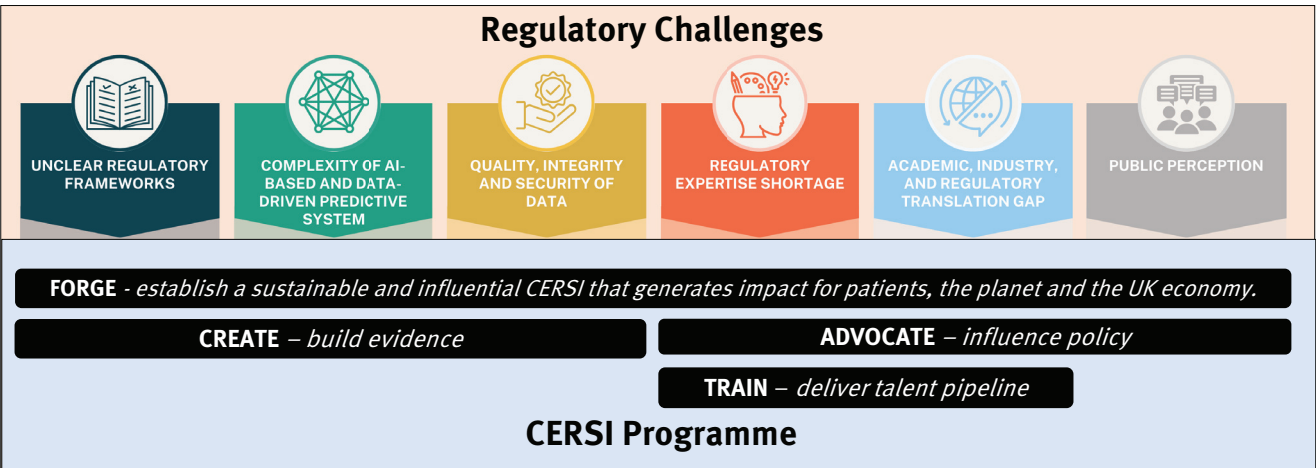 Regulatory Challenges
UNCLEAR REGULATORY
FRAMEWORKS
COMPLEXITY OF AI-
BASED AND DATA-
DRIVEN PREDICTIVE
SYSTEM
QUALITY, INTEGRITY
AND SECURITY OF
DATA
REGULATORY
EXPERTISE SHORTAGE
ACADEMIC, INDUSTRY,
AND REGULATORY
TRANSLATION GAP
PUBLIC PERCEPTION
FORGE - establish a sustainable and influential CERSI that generates impact for patients, the planet and the UK economy.
CREATE – build evidence
ADVOCATE – influence policy
TRAIN – deliver talent pipeline
CERSI Programme